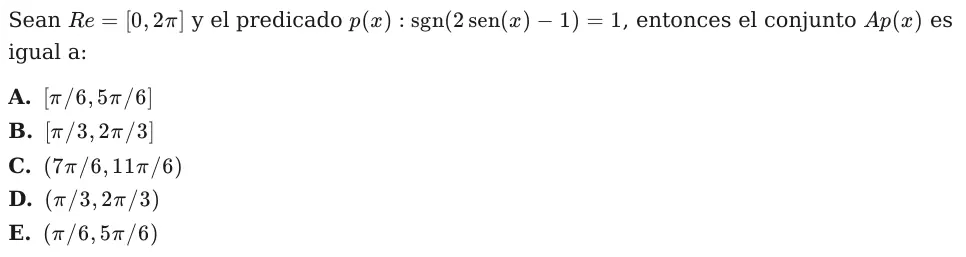 Sean Re = [0, 2π] y el predicado p(x) : sgn(2 sen(x) − 1) = 1, entonces el conjunto Ap(x) es
igual a:
A. [π/6, 5π/6]
B. [π/3, 2π/3]
C. (7π/6, 11π/6)
D. (π/3, 2π/3)
E. (π/6, 5π/6)